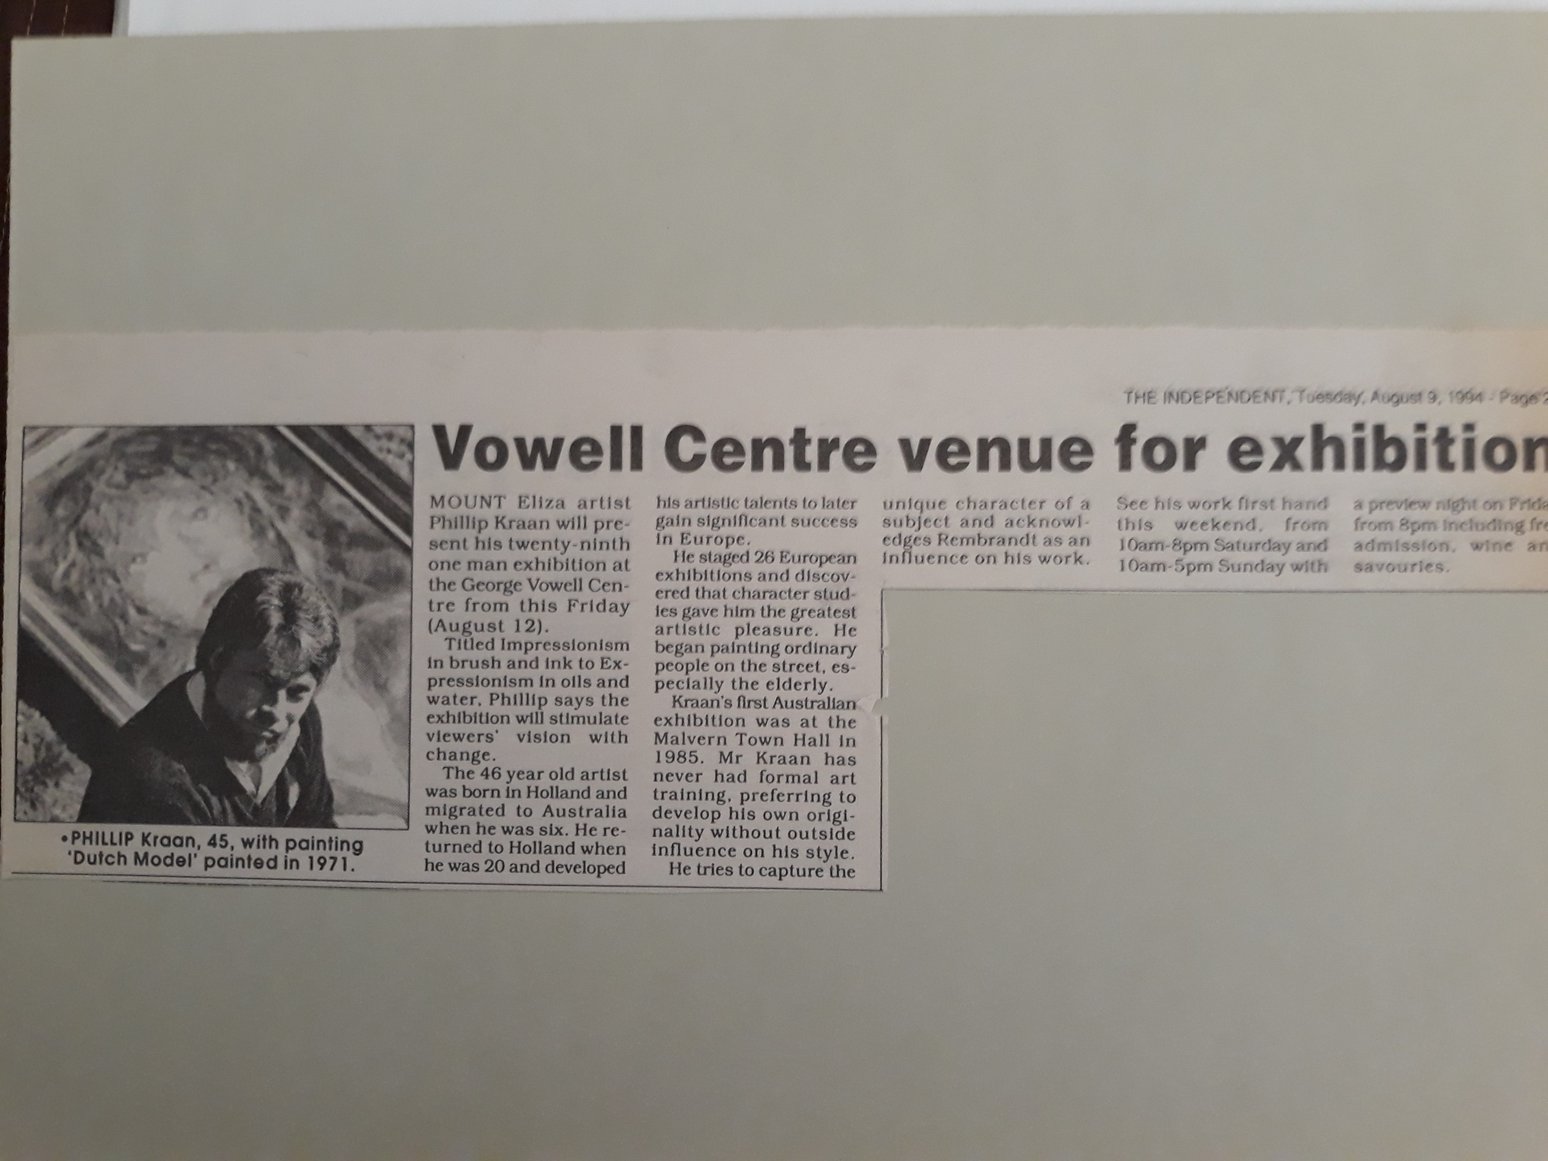 THE INDEPENDENT, Tuesday, August 9, 1994 - Page 2
Vowell Centre venue for exhibition
MOUNT Eliza artist
Phillip Kraan will pre-
sent his twenty-ninth
one man exhibition at
the George Vowell Cen-
tre from this Friday
(August 12).
Titled Impressionism
in brush and ink to Ex-
pressionism in oils and
water, Phillip says the
exhibition will stimulate
viewers' vision with
change.
The 46 year old artist
was born in Holland and
migrated to Australia
when he was six. He re-
turned to Holland when
he was 20 and developed
his artistic talents to later
gain significant success
in Europe.
He staged 26 European
exhibitions and discov-
ered that character stud-
ies gave him the greatest
artistic pleasure. He
began painting ordinary
people on the street, es-
pecially the elderly.
Kraan's first Australian
exhibition was at the
Malvern Town Hall in
1985. Mr Kraan has
never had formal art
training, preferring to
develop his own origi-
nality without outside
influence on his style.
He tries to capture the
unique character of a
subject and acknowl-
edges Rembrandt as an
influence on his work.
See his work first hand
this weekend, from
10am-8pm Saturday and
10am-5pm Sunday with
a preview night on Frida
from 8pm including fre
admission, wine an
savouries.
•PHILLIP Kraan, 45, with painting
'Dutch Model' painted in 1971.